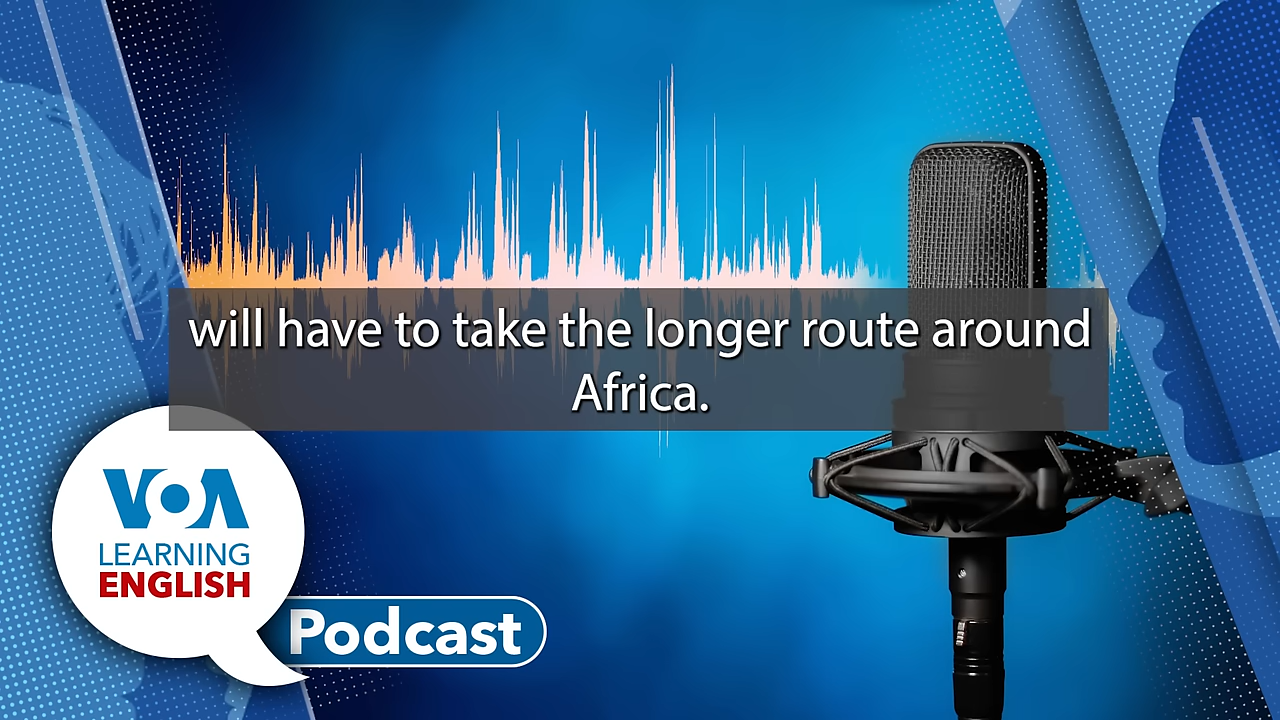 will have to take the longer route around
Africa.
VOA
LEARNING
ENGLISH
Podcast